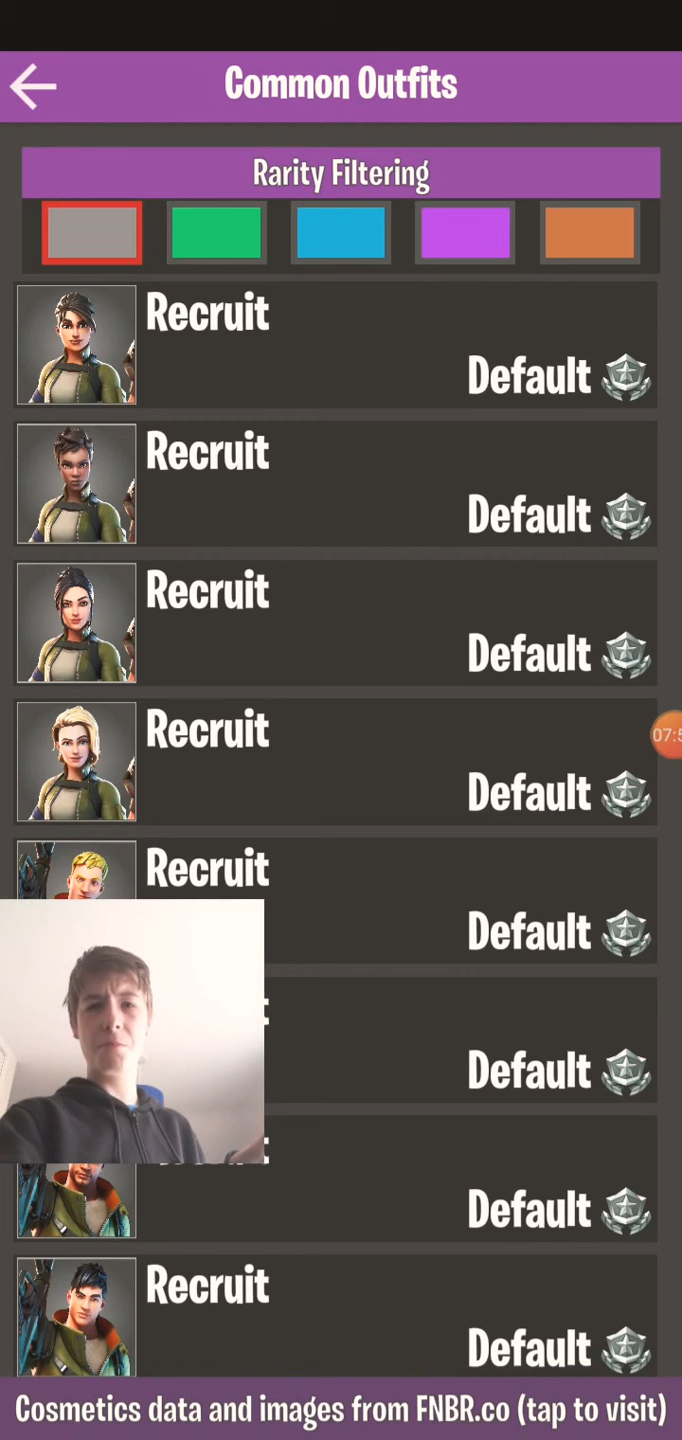 Common Outfits
Rarity Filtering
Recruit
Default
Recruit
Default
Recruit
Default
Recruit
Default
Recruit
Default
Default
Default
Recruit
Default
Cosmetics data and images from FNBR.co (tap to visit)